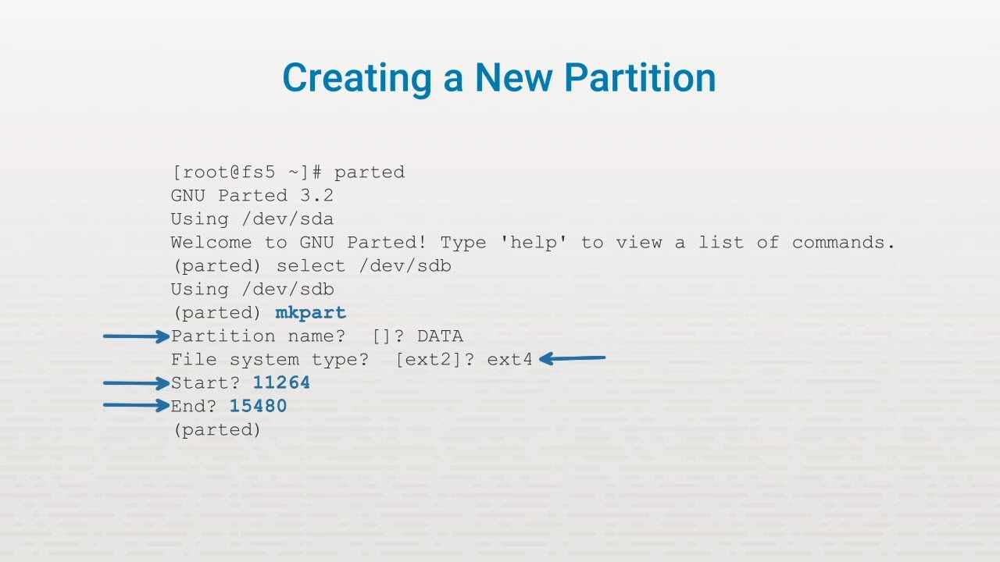 Creating a New Partition
[root@fs5 ~]# parted
GNU Parted 3.2
Using /dev/sda
Welcome to GNU Parted! Type 'help' to view a list of commands.
(parted) select /dev/sdb
Using /dev/sdb
(parted) mkpart
Partition name?  []? DATA
File system type?  [ext2]? ext4
Start? 11264
End? 15480
(parted)